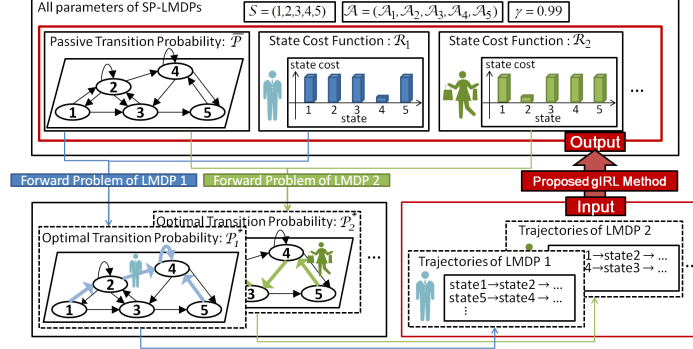 All parameters of SP-LMDPs
S = (1,2,3,4,5)
𝒜 = (𝒜1, 𝒜2, 𝒜3, 𝒜4, 𝒜5)
γ = 0.99
Passive Transition Probability: 𝒫̅
1 2 3 4 5
State Cost Function : ℛ1
state cost
1 2 3 4 5
state
State Cost Function : ℛ2
state cost
1 2 3 4 5
state
...
Output
Forward Problem of LMDP 1
Forward Problem of LMDP 2
Proposed gIRL Method
Input
Optimal Transition Probability: 𝒫2*
4
3 5
Optimal Transition Probability: 𝒫1*
1 2 3 4 5
...
Trajectories of LMDP 2
1→state2 → ...
4→state3 → ...
Trajectories of LMDP 1
state1→state2→ ...
state5→state4→ ...
⋮
...